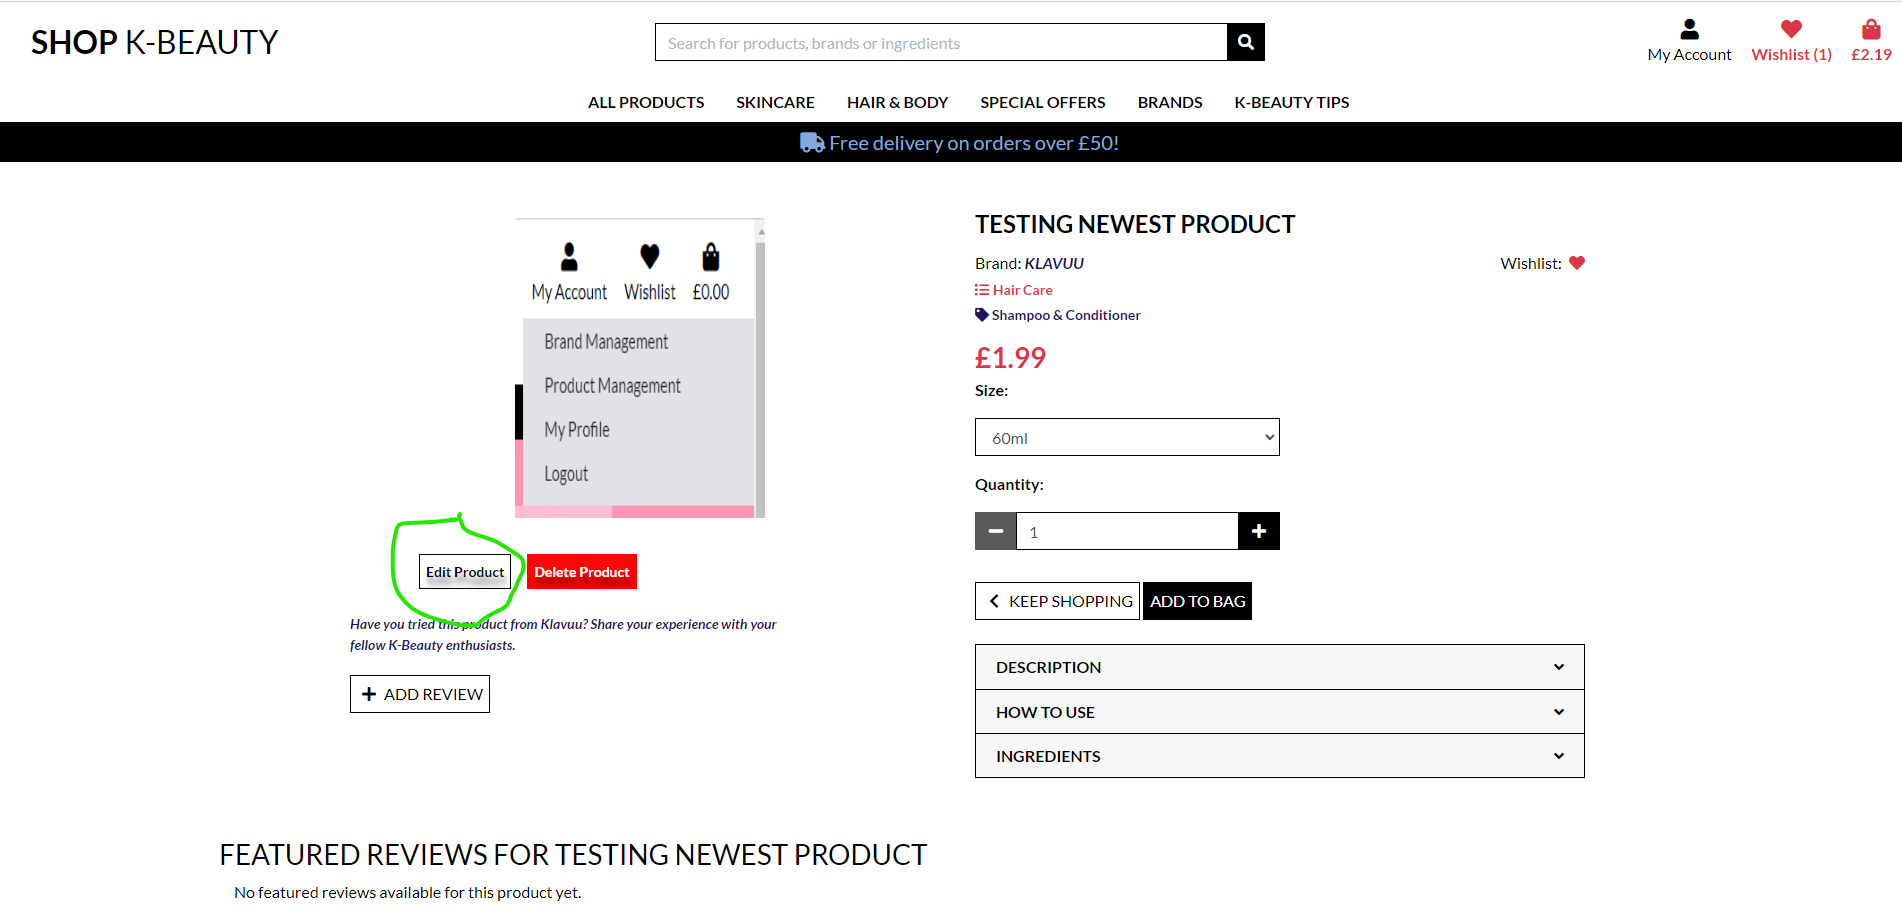 SHOP K-BEAUTY
Search for products, brands or ingredients
My Account
Wishlist (1)
£2.19
ALL PRODUCTS SKINCARE HAIR & BODY SPECIAL OFFERS BRANDS K-BEAUTY TIPS
Free delivery on orders over £50!
My Account Wishlist £0.00
Brand Management
Product Management
My Profile
Logout
Edit Product Delete Product
Have you tried this product from Klavuu? Share your experience with your
fellow K-Beauty enthusiasts.
ADD REVIEW
TESTING NEWEST PRODUCT
Brand: KLAVUU
Wishlist:
Hair Care
Shampoo & Conditioner
£1.99
Size:
60ml
Quantity:
1
KEEP SHOPPING ADD TO BAG
DESCRIPTION
HOW TO USE
INGREDIENTS
FEATURED REVIEWS FOR TESTING NEWEST PRODUCT
No featured reviews available for this product yet.